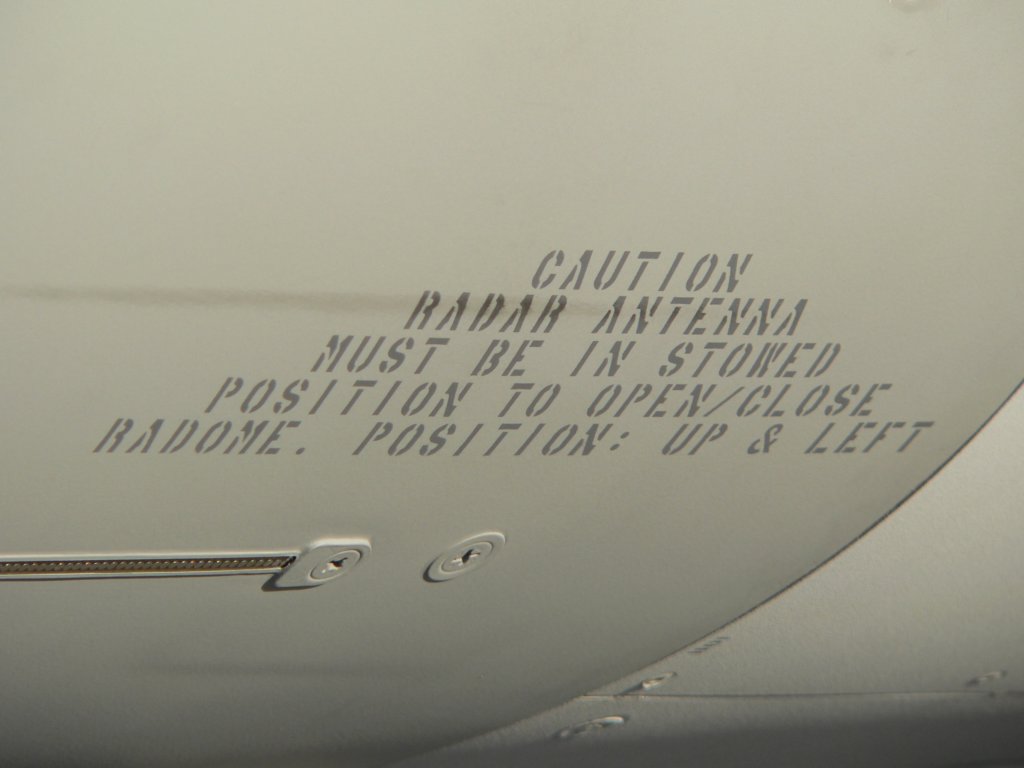 CAUTION
RADAR ANTENNA
MUST BE IN STOWED
POSITION TO OPEN/CLOSE
RADOME. POSITION: UP & LEFT